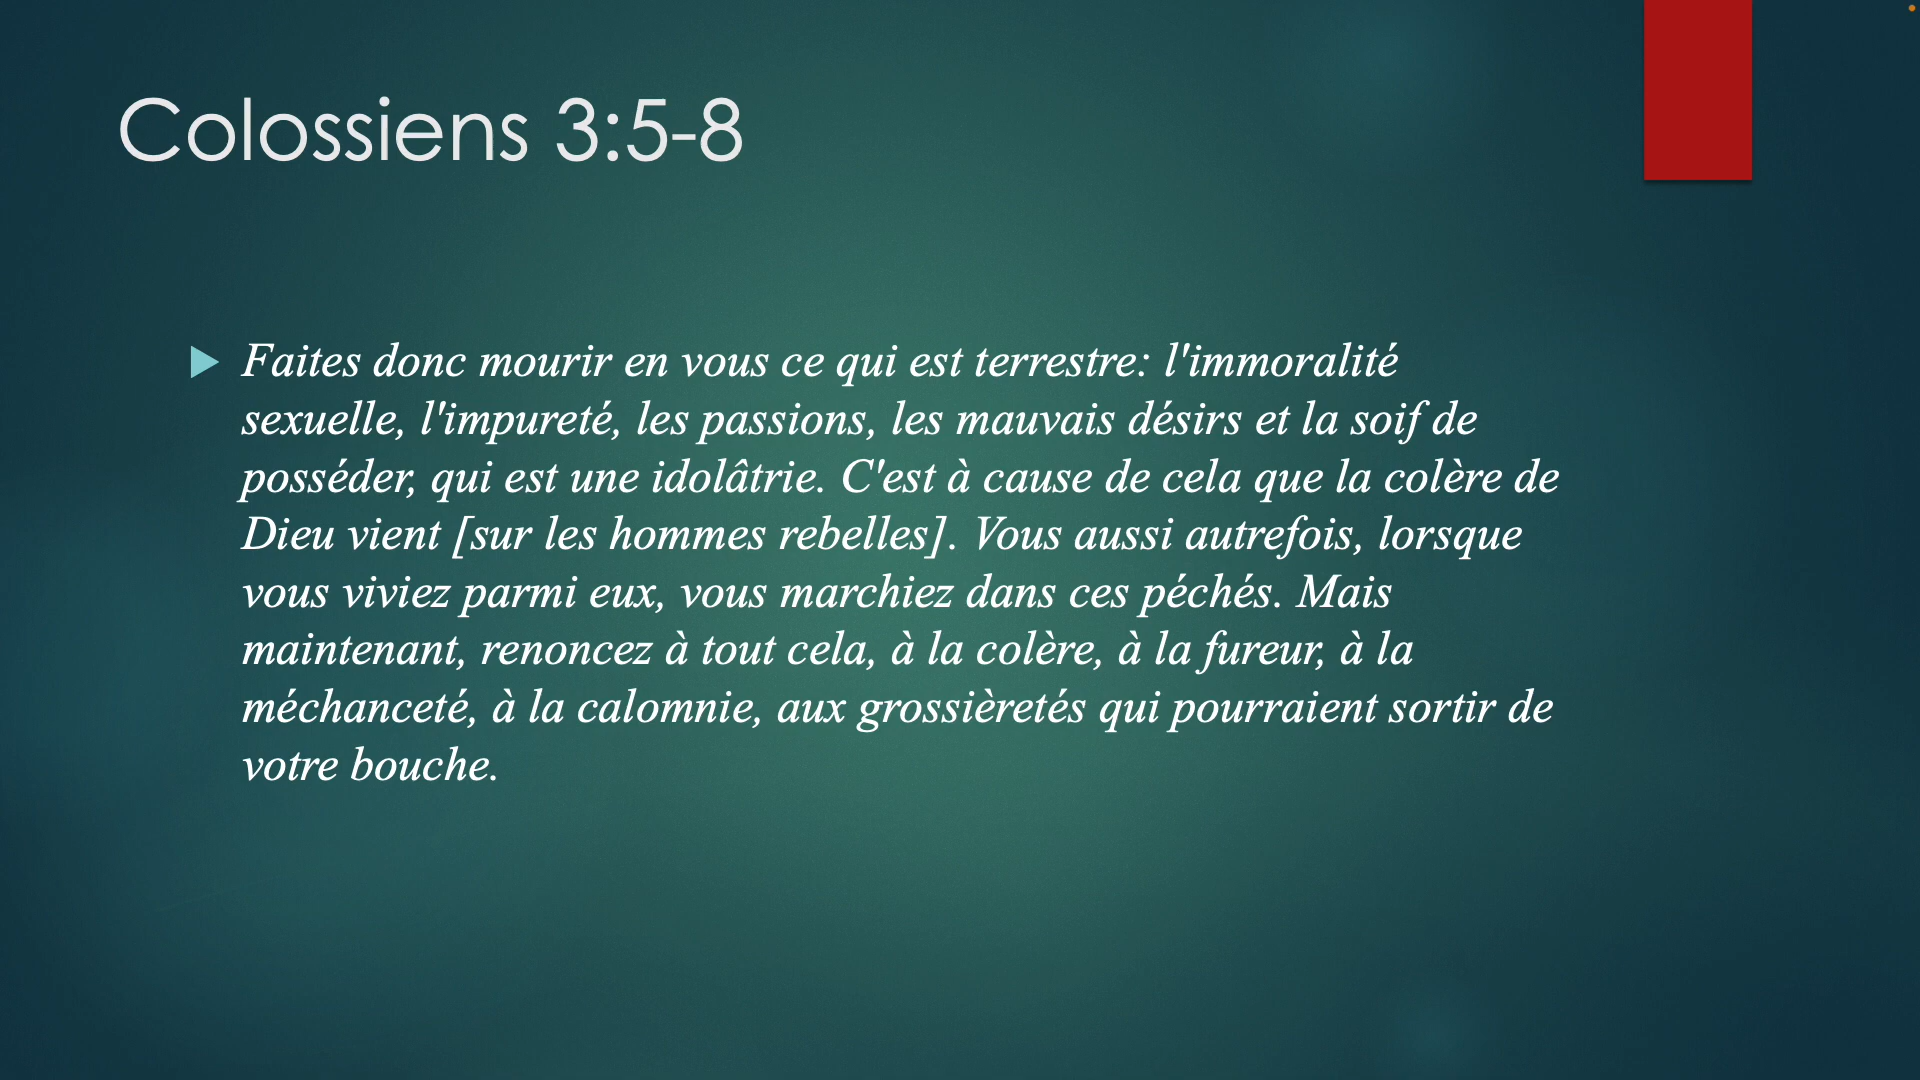 Colossiens 3:5-8
Faites donc mourir en vous ce qui est terrestre: l'immoralité
sexuelle, l'impureté, les passions, les mauvais désirs et la soif de
posséder, qui est une idolâtrie. C'est à cause de cela que la colère de
Dieu vient [sur les hommes rebelles]. Vous aussi autrefois, lorsque
vous viviez parmi eux, vous marchiez dans ces péchés. Mais
maintenant, renoncez à tout cela, à la colère, à la fureur, à la
méchanceté, à la calomnie, aux grossièretés qui pourraient sortir de
votre bouche.